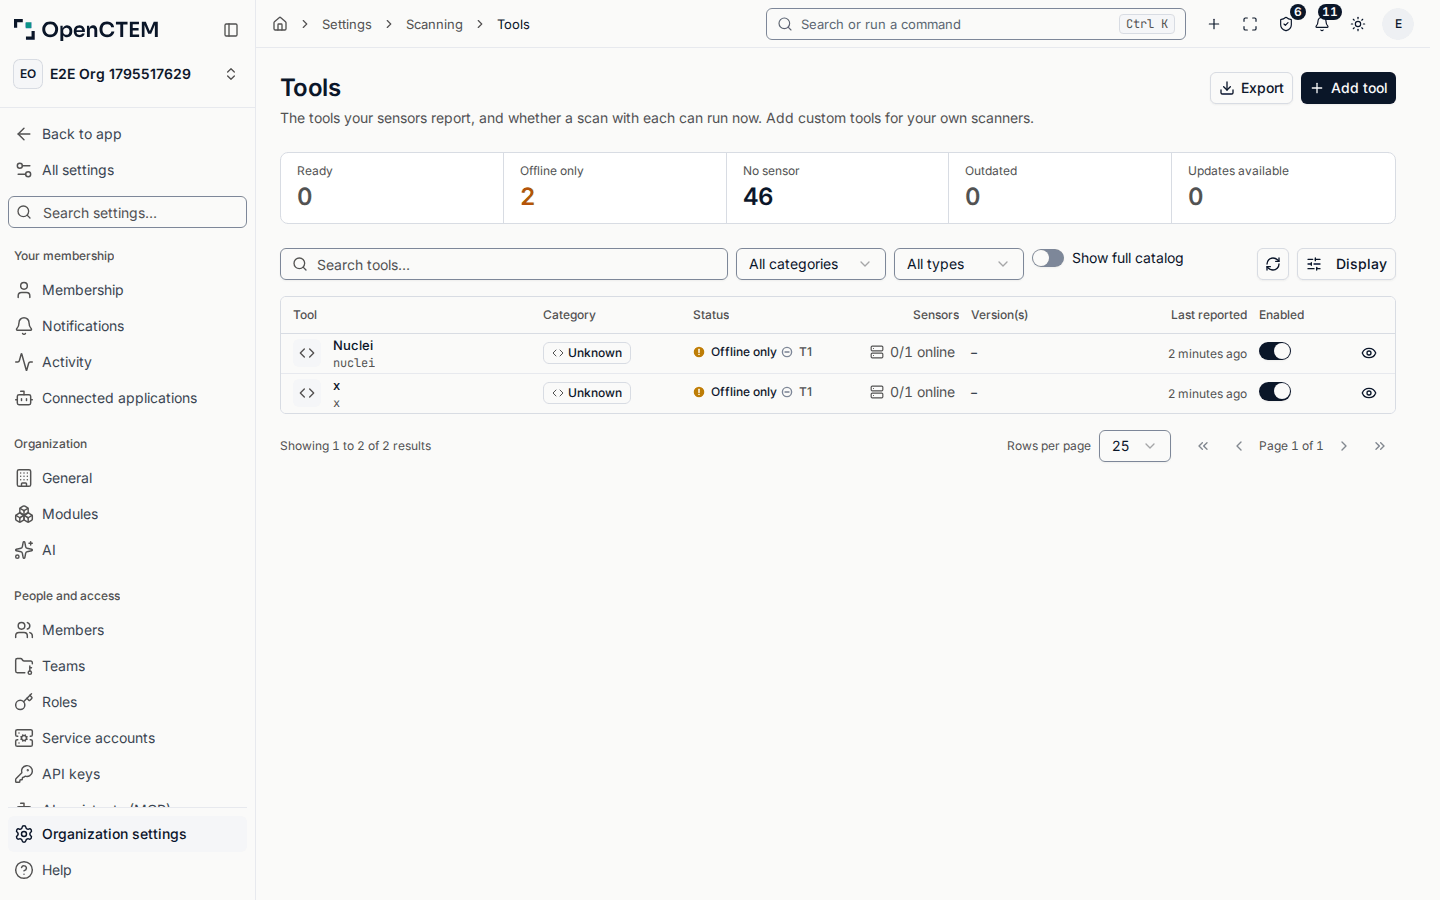 OpenCTEM
EO E2E Org 1795517629
Back to app
All settings
Search settings...
Your membership
Membership
Notifications
Activity
Connected applications
Organization
General
Modules
AI
People and access
Members
Teams
Roles
Service accounts
API keys
Organization settings
Help
Settings Scanning Tools
Search or run a command Ctrl K
6 11 E
Tools
Export Add tool
The tools your sensors report, and whether a scan with each can run now. Add custom tools for your own scanners.
Ready Offline only No sensor Outdated Updates available
0 2 46 0 0
Search tools... All categories All types Show full catalog Display
Tool Category Status Sensors Version(s) Last reported Enabled
Nuclei Unknown Offline only T1 0/1 online – 2 minutes ago
nuclei
x Unknown Offline only T1 0/1 online – 2 minutes ago
x
Showing 1 to 2 of 2 results Rows per page 25 Page 1 of 1